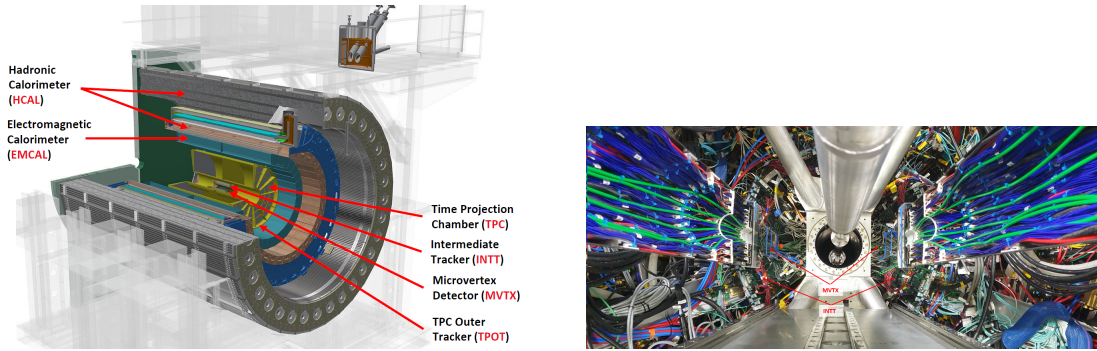 Hadronic
Calorimeter
(HCAL)
Electromagnetic
Calorimeter
(EMCAL)
Time Projection
Chamber (TPC)
Intermediate
Tracker (INTT)
Microvertex
Detector (MVTX)
TPC Outer
Tracker (TPOT)
MVTX
INTT